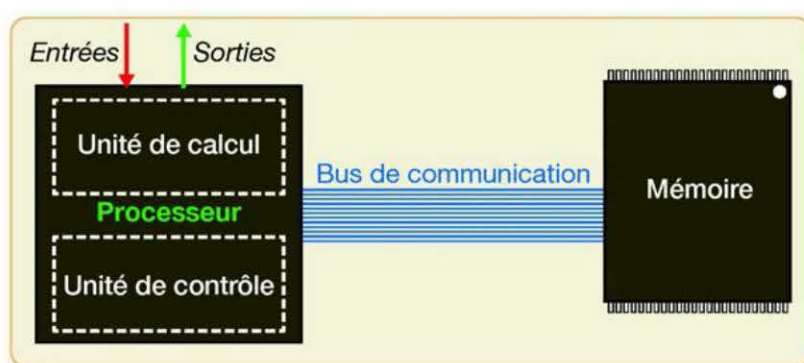 Entrées
Sorties
Unité de calcul
Processeur
Unité de contrôle
Bus de communication
Mémoire